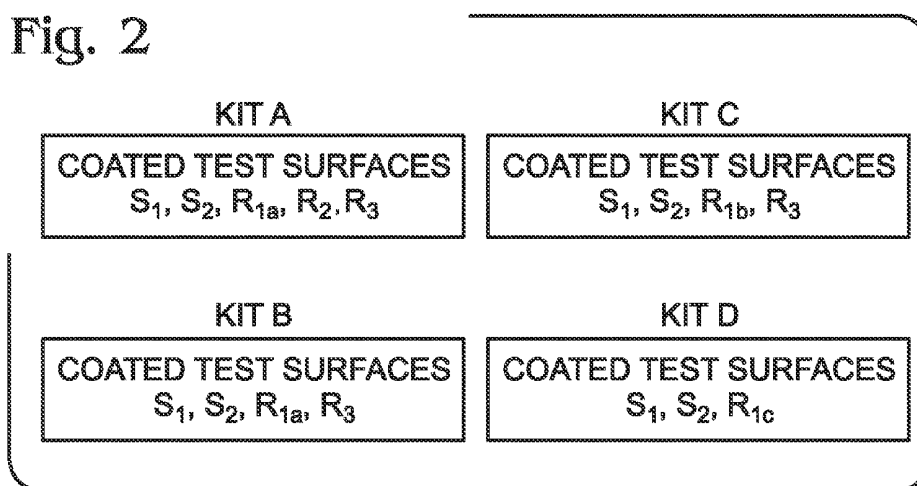 Fig. 2
KIT A
COATED TEST SURFACES
S₁, S₂, R₁ₐ, R₂, R₃
KIT C
COATED TEST SURFACES
S₁, S₂, R₁b, R₃
KIT B
COATED TEST SURFACES
S₁, S₂, R₁ₐ, R₃
KIT D
COATED TEST SURFACES
S₁, S₂, R₁c